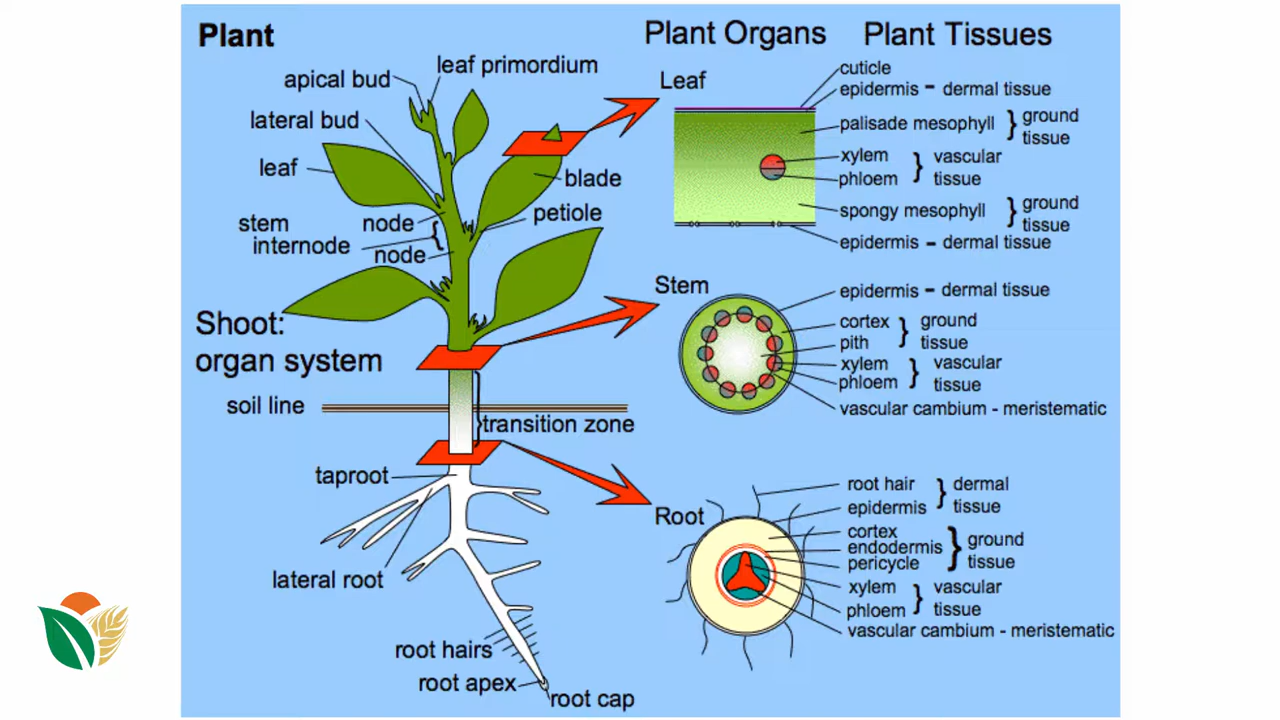 Plant
Plant Organs
Plant Tissues
apical bud
leaf primordium
lateral bud
leaf
blade
petiole
node
stem
internode
node
Shoot:
organ system
soil line
transition zone
taproot
lateral root
root hairs
root apex
root cap
Leaf
cuticle
epidermis - dermal tissue
palisade mesophyll } ground
tissue
xylem } vascular
phloem tissue
spongy mesophyll } ground
tissue
epidermis - dermal tissue
Stem
epidermis - dermal tissue
cortex } ground
pith tissue
xylem } vascular
phloem tissue
vascular cambium - meristematic
Root
root hair } dermal
epidermis tissue
cortex
endodermis } ground
pericycle tissue
xylem } vascular
phloem tissue
vascular cambium - meristematic